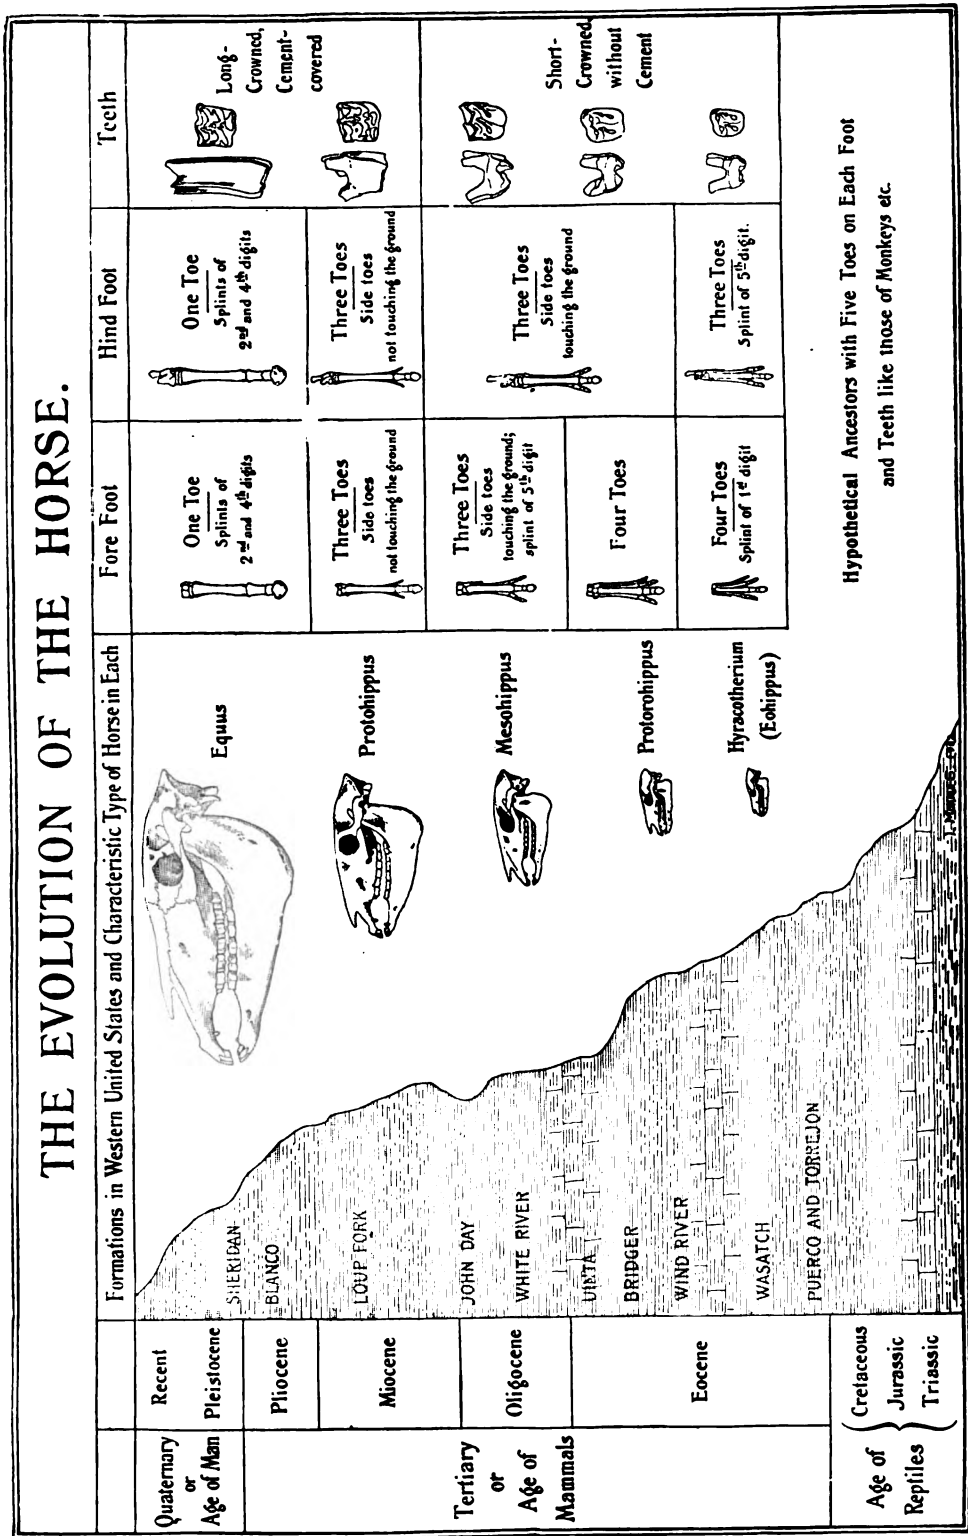 THE EVOLUTION OF THE HORSE.
Formations in Western United States and Characteristic Type of Horse in Each
Fore Foot
Hind Foot
Teeth
Quaternary
or
Age of Man
Recent
Pleistocene
SHERIDAN
Equus
One Toe
Splints of
2nd and 4th digits
One Toe
Splints of
2nd and 4th digits
Long-
Crowned,
Cement-
covered
Tertiary
or
Age of
Mammals
Pliocene
BLANCO
Miocene
LOUP FORK
Protohippus
Three Toes
Side toes
not touching the ground
Three Toes
Side toes
not touching the ground
JOHN DAY
Oligocene
WHITE RIVER
Mesohippus
Three Toes
Side toes
touching the ground;
splint of 5th digit
Three Toes
Side toes
touching the ground
Short-
Crowned,
without
Cement
Eocene
UINTA
BRIDGER
WIND RIVER
Protorohippus
Four Toes
WASATCH
Hyracotherium
(Eohippus)
Four Toes
Splint of 1st digit
Three Toes
Splint of 5th digit.
PUERCO AND TORREJON
Age of
Reptiles
Cretaceous
Jurassic
Triassic
Hypothetical Ancestors with Five Toes on Each Foot
and Teeth like those of Monkeys etc.